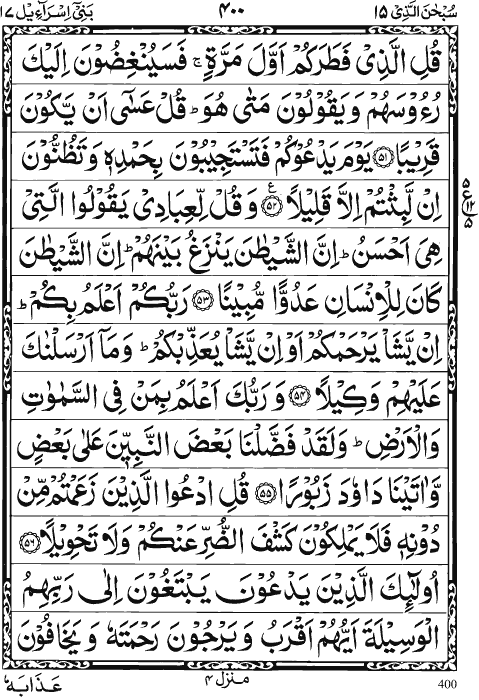 سُبْحٰنَ الَّذِیْۤ ۱۵
۴۰۰
بَنِیْۤ اِسْرَآءِیْل ۱۷
قُلِ الَّذِیْ فَطَرَكُمْ اَوَّلَ مَرَّةٍ ۚ فَسَیُنْغِضُوْنَ اِلَیْكَ
رُءُوْسَهُمْ وَ یَقُوْلُوْنَ مَتٰی هُوَ ؕ قُلْ عَسٰۤی اَنْ یَّكُوْنَ
قَرِیْبًا ﴿۵۱﴾ یَوْمَ یَدْعُوْكُمْ فَتَسْتَجِیْبُوْنَ بِحَمْدِهٖ وَ تَظُنُّوْنَ
اِنْ لَّبِثْتُمْ اِلَّا قَلِیْلًا ﴿۵۲﴾ ع وَ قُلْ لِّعِبَادِیْ یَقُوْلُوا الَّتِیْ
هِیَ اَحْسَنُ ؕ اِنَّ الشَّیْطٰنَ یَنْزَغُ بَیْنَهُمْ ؕ اِنَّ الشَّیْطٰنَ
كَانَ لِلْاِنْسَانِ عَدُوًّا مُّبِیْنًا ﴿۵۳﴾ رَبُّكُمْ اَعْلَمُ بِكُمْ ؕ
اِنْ یَّشَاْ یَرْحَمْكُمْ اَوْ اِنْ یَّشَاْ یُعَذِّبْكُمْ ؕ وَ مَاۤ اَرْسَلْنٰكَ
عَلَیْهِمْ وَكِیْلًا ﴿۵۴﴾ وَ رَبُّكَ اَعْلَمُ بِمَنْ فِی السَّمٰوٰتِ
وَ الْاَرْضِ ؕ وَ لَقَدْ فَضَّلْنَا بَعْضَ النَّبِیّٖنَ عَلٰی بَعْضٍ
وَّ اٰتَیْنَا دَاوٗدَ زَبُوْرًا ﴿۵۵﴾ قُلِ ادْعُوا الَّذِیْنَ زَعَمْتُمْ مِّنْ
دُوْنِهٖ فَلَا یَمْلِكُوْنَ كَشْفَ الضُّرِّ عَنْكُمْ وَ لَا تَحْوِیْلًا ﴿۵۶﴾
اُولٰٓئِكَ الَّذِیْنَ یَدْعُوْنَ یَبْتَغُوْنَ اِلٰی رَبِّهِمُ
الْوَسِیْلَةَ اَیُّهُمْ اَقْرَبُ وَ یَرْجُوْنَ رَحْمَتَهٗ وَ یَخَافُوْنَ
۵ ع ۱۲ ۵
منزل ۴
عَذَابَهٗ ؕ
400